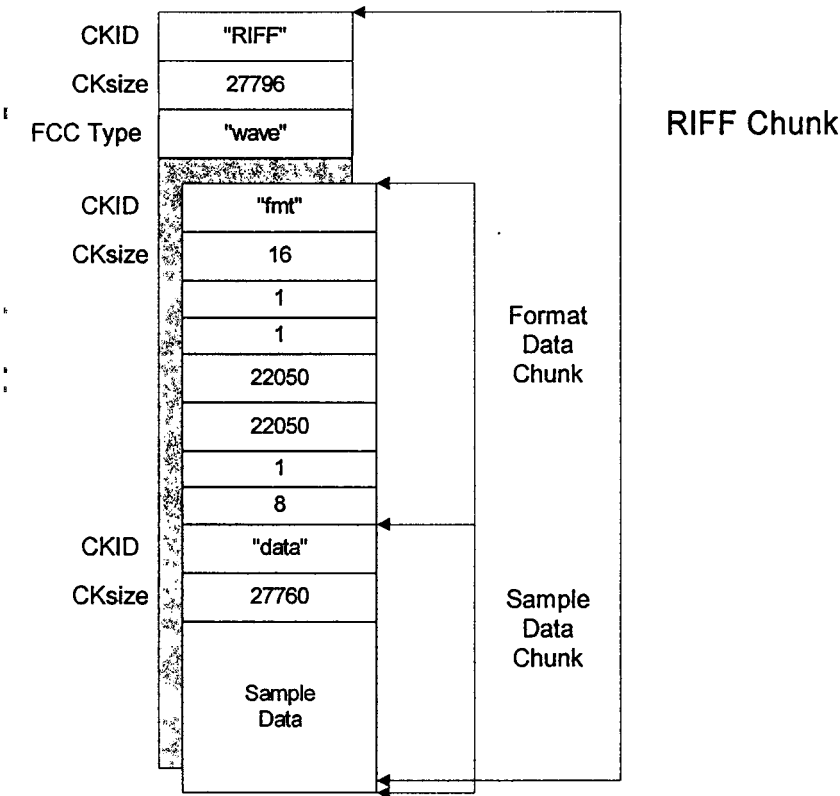 CKID "RIFF"
CKsize 27796
FCC Type "wave"
RIFF Chunk
CKID "fmt"
CKsize 16
1
1
22050
22050
1
8
Format
Data
Chunk
CKID "data"
CKsize 27760
Sample
Data
Sample
Data
Chunk